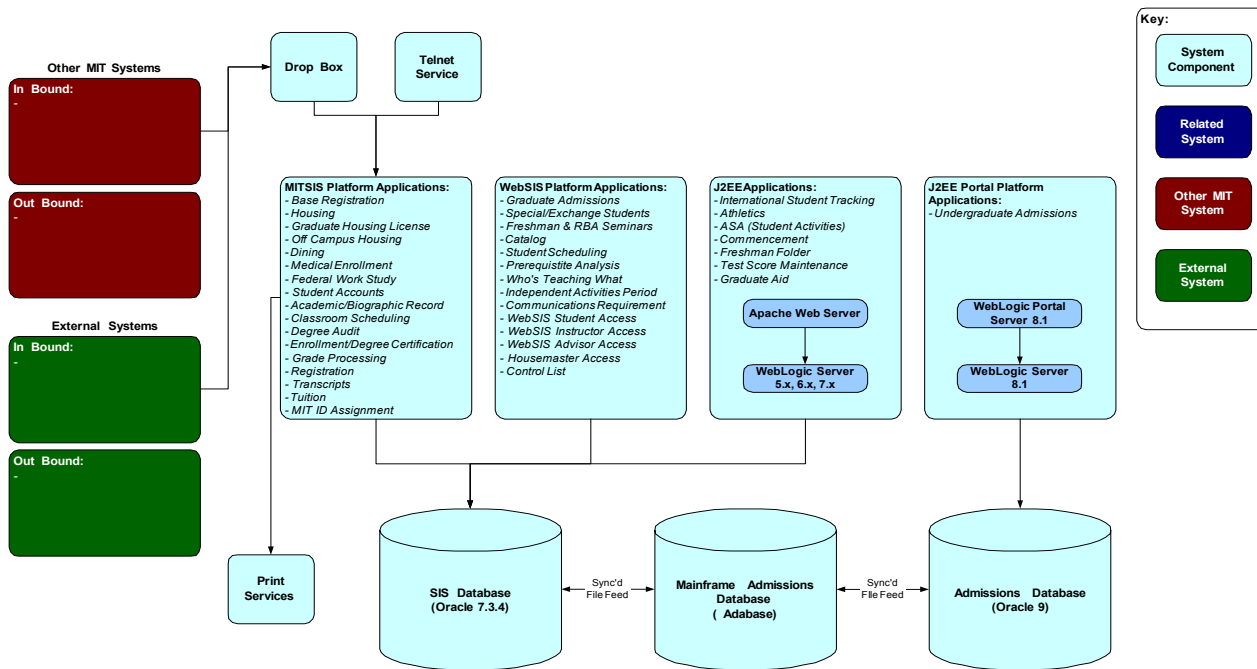 Other MIT Systems
In Bound:
-
Out Bound:
-
External Systems
In Bound:
-
Out Bound:
-
Drop Box
Telnet
Service
MITSIS Platform Applications:
- Base Registration
- Housing
- Graduate Housing License
- Off Campus Housing
- Dining
- Medical Enrollment
- Federal Work Study
- Student Accounts
- Academic/Biographic Record
- Classroom Scheduling
- Degree Audit
- Enrollment/Degree Certification
- Grade Processing
- Registration
- Transcripts
- Tuition
- MIT ID Assignment
WebSIS Platform Applications:
- Graduate Admissions
- Special/Exchange Students
- Freshman & RBA Seminars
- Catalog
- Student Scheduling
- Prerequistite Analysis
- Who's Teaching What
- Independent Activities Period
- Communications Requirement
- WebSIS Student Access
- WebSIS Instructor Access
- WebSIS Advisor Access
- Housemaster Access
- Control List
J2EE Applications:
- International Student Tracking
- Athletics
- ASA (Student Activities)
- Commencement
- Freshman Folder
- Test Score Maintenance
- Graduate Aid
Apache Web Server
WebLogic Server
5.x, 6.x, 7.x
J2EE Portal Platform
Applications:
- Undergraduate Admissions
WebLogic Portal
Server 8.1
WebLogic Server
8.1
Print
Services
SIS Database
(Oracle 7.3.4)
Sync'd
File Feed
Mainframe Admissions
Database
( Adabase)
Sync'd
FIle Feed
Admissions Database
(Oracle 9)
Key:
System
Component
Related
System
Other MIT
System
External
System